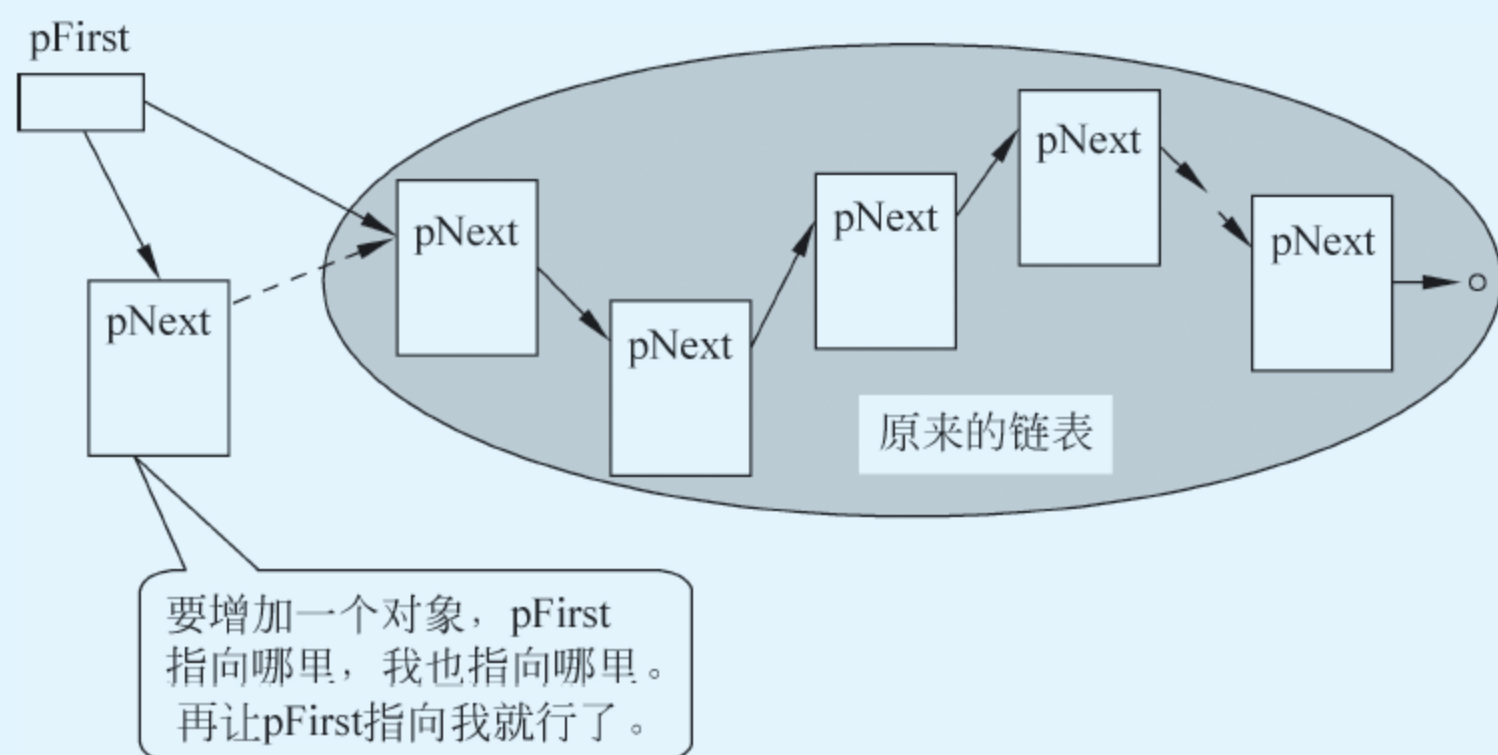 pFirst
pNext
pNext
pNext
pNext
pNext
pNext
原来的链表
要增加一个对象，pFirst
指向哪里，我也指向哪里。
再让pFirst指向我就行了。